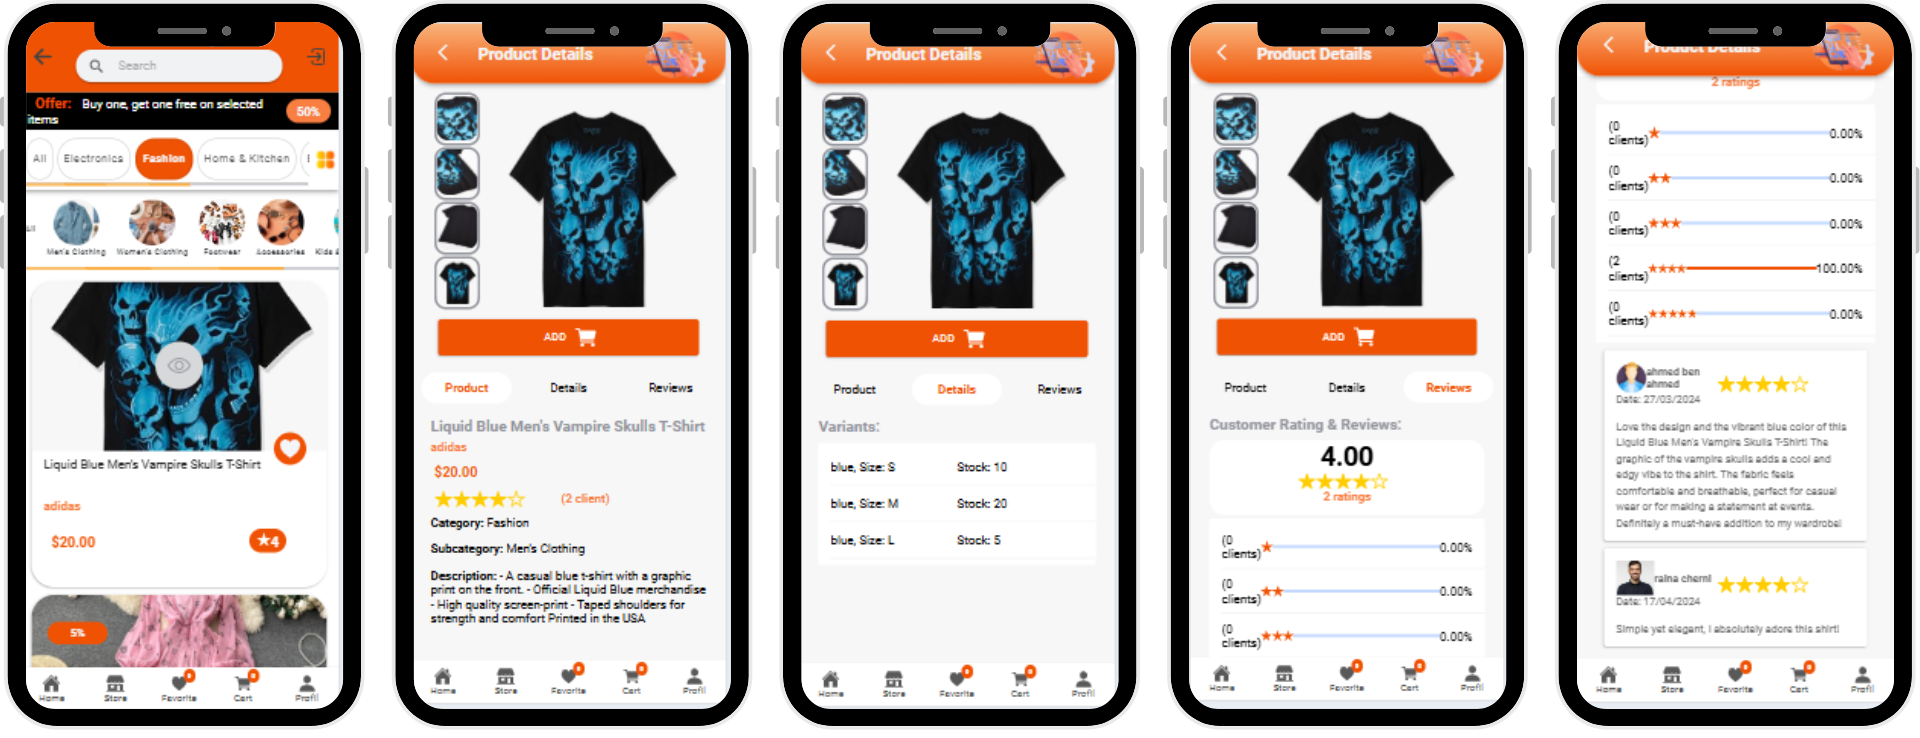 Search
Offer: Buy one, get one free on selected
items
50%
All
Electronics
Fashion
Home & Kitchen
Men's Clothing
Women's Clothing
Footwear
Accessories
Kids &
Liquid Blue Men's Vampire Skulls T-Shirt
adidas
$20.00
★4
5%
Home
Store
0
Favorite
0
Cart
Profil
Product Details
ADD
Product
Details
Reviews
Liquid Blue Men's Vampire Skulls T-Shirt
adidas
$20.00
(2 client)
Category: Fashion
Subcategory: Men's Clothing
Description: - A casual blue t-shirt with a graphic
print on the front. - Official Liquid Blue merchandise
- High quality screen-print - Taped shoulders for
strength and comfort Printed in the USA
Home
Store
0
Favorite
0
Cart
Profil
Product Details
ADD
Product
Details
Reviews
Variants:
blue, Size: S Stock: 10
blue, Size: M Stock: 20
blue, Size: L Stock: 5
Home
Store
0
Favorite
0
Cart
Profil
Product Details
ADD
Product
Details
Reviews
Customer Rating & Reviews:
4.00
2 ratings
(0
clients) 0.00%
(0
clients) 0.00%
(0
clients) 0.00%
Home
Store
0
Favorite
0
Cart
Profil
Product Details
2 ratings
(0
clients) 0.00%
(0
clients) 0.00%
(0
clients) 0.00%
(2
clients) 100.00%
(0
clients) 0.00%
ahmed ben
ahmed
Date: 27/03/2024
Love the design and the vibrant blue color of this
Liquid Blue Men's Vampire Skulls T-Shirt! The
graphic of the vampire skulls adds a cool and
edgy vibe to the shirt. The fabric feels
comfortable and breathable, perfect for casual
wear or for making a statement at events.
Definitely a must-have addition to my wardrobe!
raina cherni
Date: 17/04/2024
Simple yet elegant, I absolutely adore this shirt!
Home
Store
0
Favorite
0
Cart
Profil